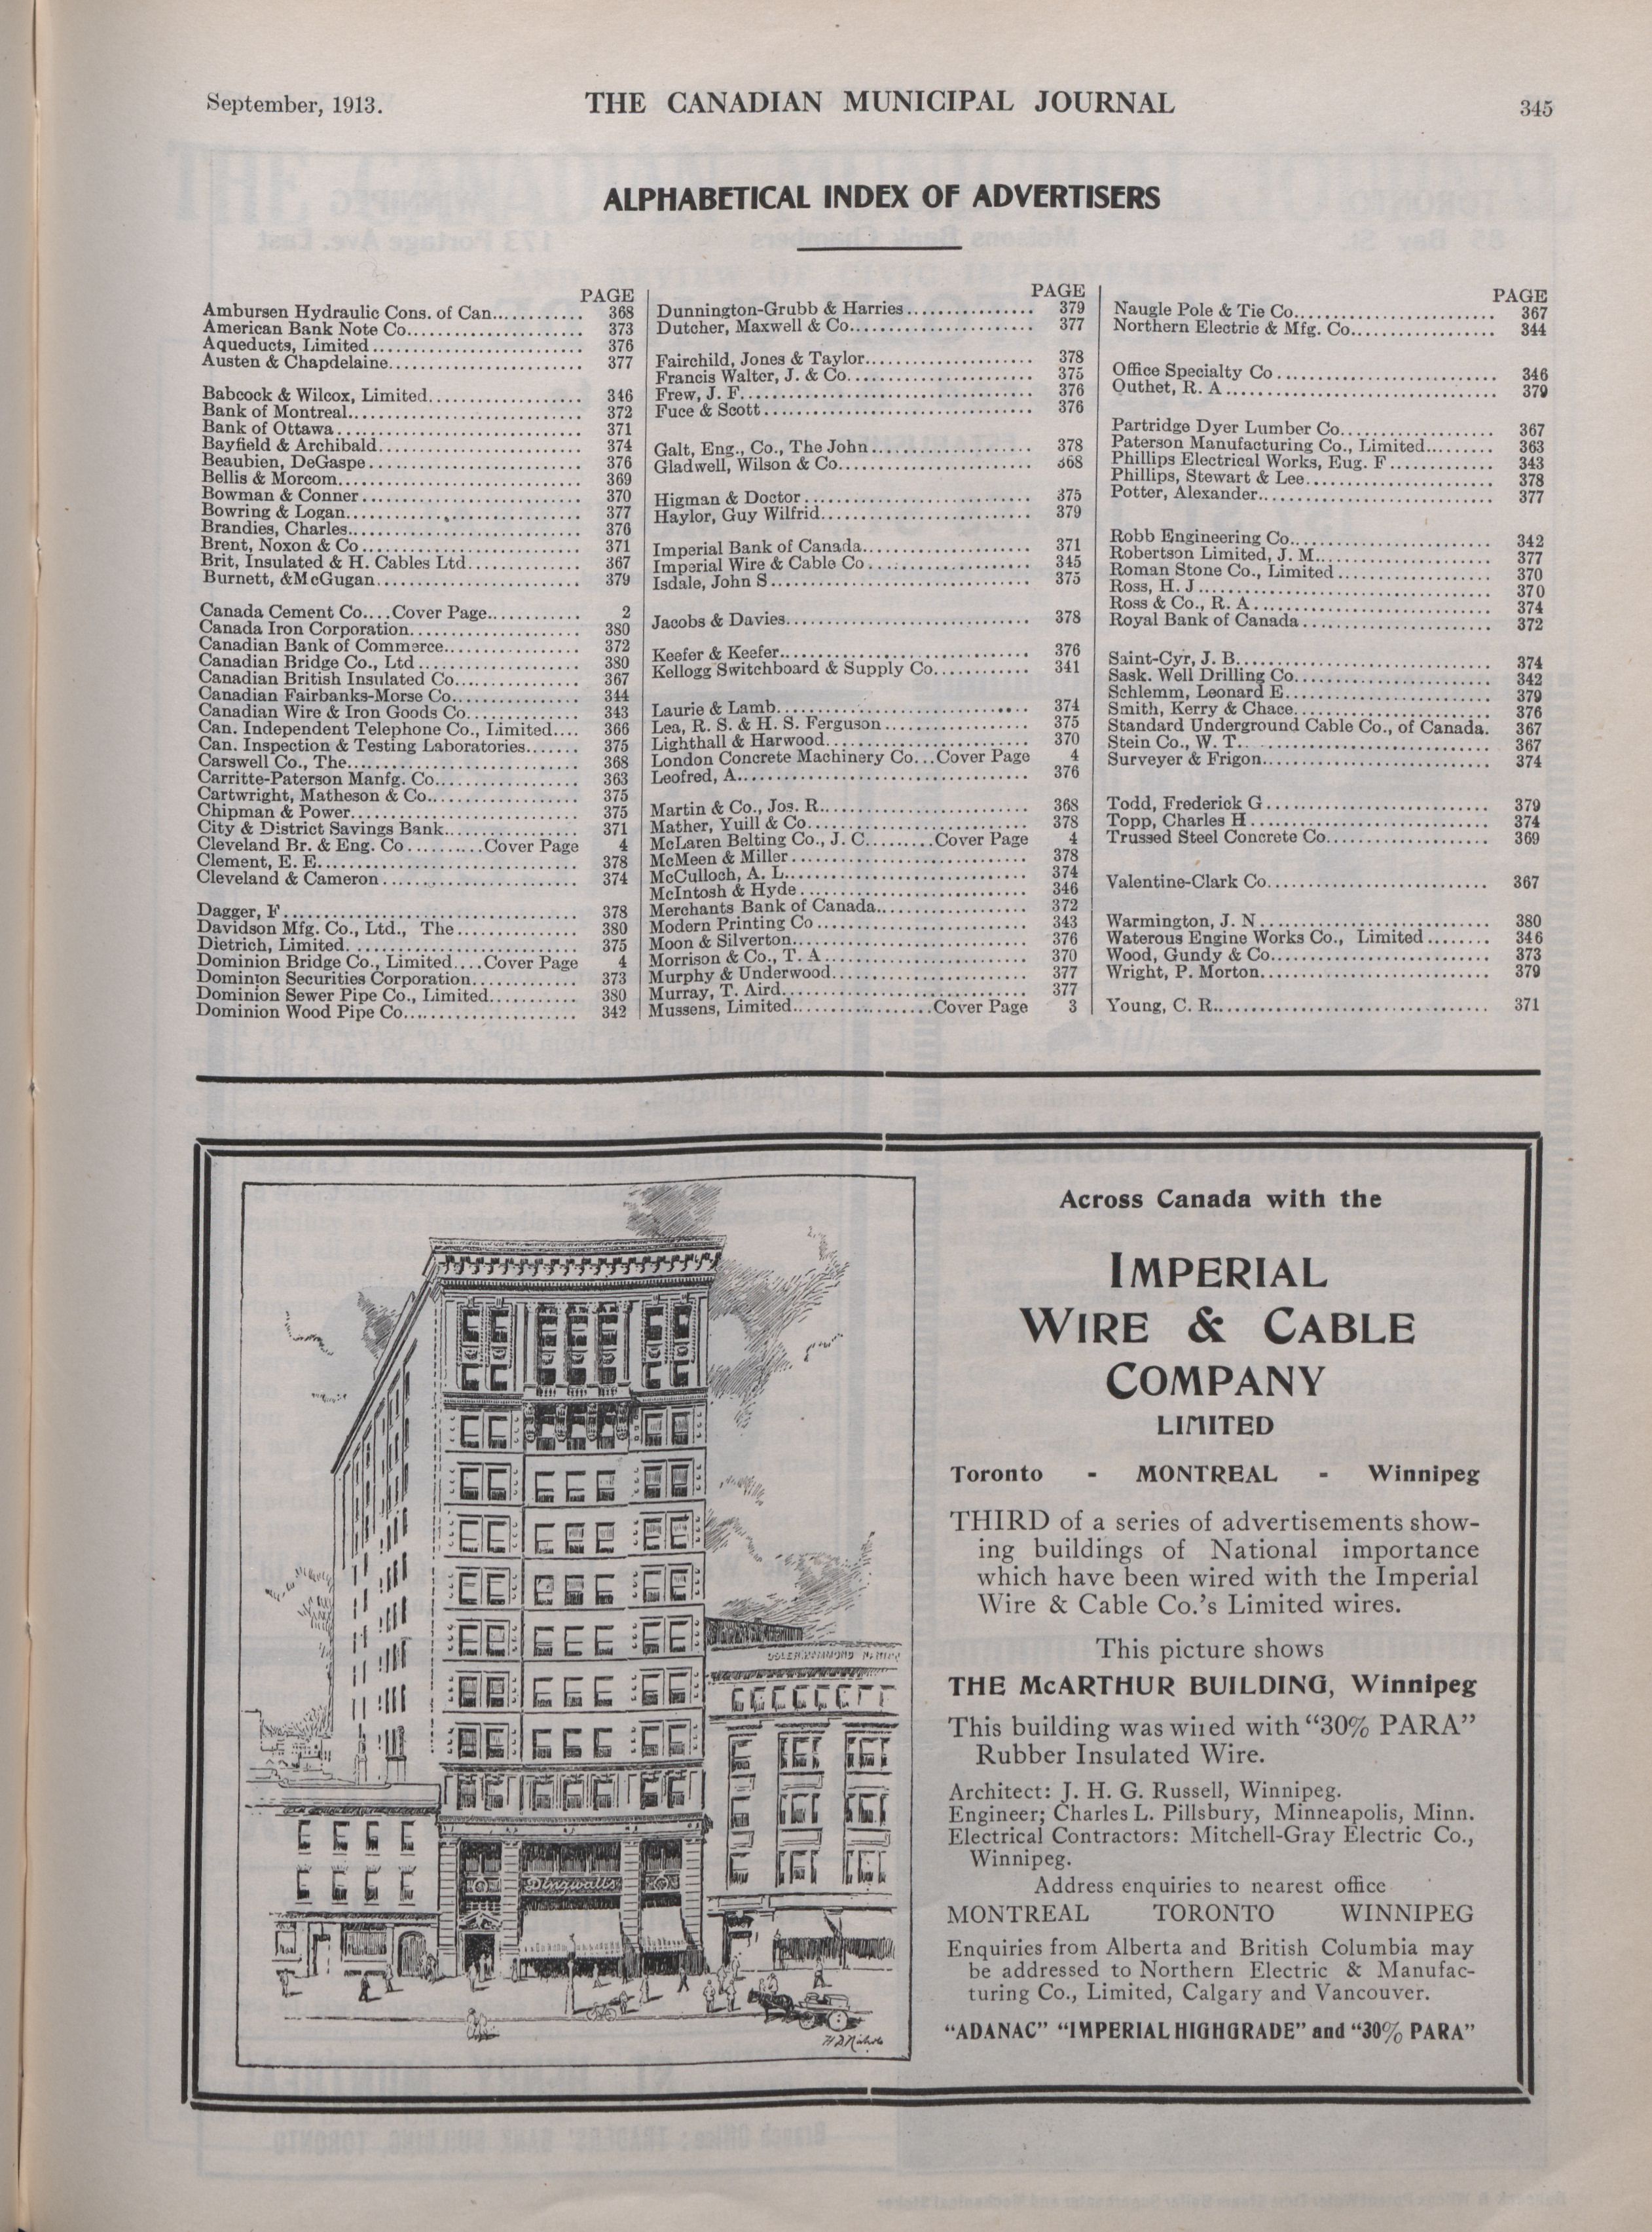 September, 1913.
THE CANADIAN MUNICIPAL JOURNAL
345
ALPHABETICAL INDEX OF ADVERTISERS
PAGE
Ambursen Hydraulic Cons. of Can............ 368
American Bank Note Co....................... 373
Aqueducts, Limited........................... 376
Austen & Chapdelaine......................... 377
Babcock & Wilcox, Limited.................... 346
Bank of Montreal.............................. 372
Bank of Ottawa................................ 371
Bayfield & Archibald.......................... 374
Beaubien, DeGaspe............................ 376
Bellis & Morcom............................... 369
Bowman & Conner............................. 370
Bowring & Logan.............................. 377
Brandies, Charles.............................. 376
Brent, Noxon & Co............................ 371
Brit, Insulated & H. Cables Ltd.............. 367
Burnett, &McGugan.......................... 379
Canada Cement Co....Cover Page............ 2
Canada Iron Corporation...................... 380
Canadian Bank of Commerce................. 372
Canadian Bridge Co., Ltd..................... 380
Canadian British Insulated Co................ 367
Canadian Fairbanks-Morse Co................ 344
Canadian Wire & Iron Goods Co.............. 343
Can. Independent Telephone Co., Limited.... 366
Can. Inspection & Testing Laboratories....... 375
Carswell Co., The.............................. 368
Carritte-Paterson Manfg. Co.................. 363
Cartwright, Matheson & Co................... 375
Chipman & Power............................. 375
City & District Savings Bank................. 371
Cleveland Br. & Eng. Co..........Cover Page 4
Clement, E. E................................. 378
Cleveland & Cameron......................... 374
Dagger, F..................................... 378
Davidson Mfg. Co., Ltd., The............... 380
Dietrich, Limited.............................. 375
Dominion Bridge Co., Limited....Cover Page 4
Dominion Securities Corporation............. 373
Dominion Sewer Pipe Co., Limited........... 380
Dominion Wood Pipe Co...................... 342
PAGE
Dunnington-Grubb & Harries................ 379
Dutcher, Maxwell & Co....................... 377
Fairchild, Jones & Taylor..................... 378
Francis Walter, J. & Co....................... 375
Frew, J. F..................................... 376
Fuce & Scott.................................. 376
Galt, Eng., Co., The John.................... 378
Gladwell, Wilson & Co........................ 368
Higman & Doctor............................. 375
Haylor, Guy Wilfrid.......................... 379
Imperial Bank of Canada..................... 371
Imperial Wire & Cable Co.................... 345
Isdale, John S................................. 375
Jacobs & Davies............................... 378
Keefer & Keefer............................... 376
Kellogg Switchboard & Supply Co............ 341
Laurie & Lamb................................ 374
Lea, R. S. & H. S. Ferguson.................. 375
Lighthall & Harwood......................... 370
London Concrete Machinery Co...Cover Page 4
Leofred, A..................................... 376
Martin & Co., Jos. R.......................... 368
Mather, Yuill & Co........................... 378
McLaren Belting Co., J. C.........Cover Page 4
McMeen & Miller............................. 378
McCulloch, A. L.............................. 374
McIntosh & Hyde............................. 346
Merchants Bank of Canada................... 372
Modern Printing Co.......................... 343
Moon & Silverton............................. 376
Morrison & Co., T. A......................... 370
Murphy & Underwood........................ 377
Murray, T. Aird............................... 377
Mussens, Limited..................Cover Page 3
PAGE
Naugle Pole & Tie Co......................... 367
Northern Electric & Mfg. Co.................. 344
Office Specialty Co............................ 346
Outhet, R. A.................................. 379
Partridge Dyer Lumber Co.................... 367
Paterson Manufacturing Co., Limited......... 363
Phillips Electrical Works, Eug. F............. 343
Phillips, Stewart & Lee....................... 378
Potter, Alexander............................. 377
Robb Engineering Co.......................... 342
Robertson Limited, J. M...................... 377
Roman Stone Co., Limited................... 370
Ross, H. J..................................... 370
Ross & Co., R. A.............................. 374
Royal Bank of Canada........................ 372
Saint-Cyr, J. B................................ 374
Sask. Well Drilling Co......................... 342
Schlemm, Leonard E.......................... 379
Smith, Kerry & Chace........................ 376
Standard Underground Cable Co., of Canada. 367
Stein Co., W. T............................... 367
Surveyer & Frigon............................ 374
Todd, Frederick G............................ 379
Topp, Charles H.............................. 374
Trussed Steel Concrete Co.................... 369
Valentine-Clark Co............................ 367
Warmington, J. N............................. 380
Waterous Engine Works Co., Limited........ 346
Wood, Gundy & Co........................... 373
Wright, P. Morton............................ 379
Young, C. R................................... 371
Across Canada with the
IMPERIAL
WIRE & CABLE
COMPANY
LIMITED
Toronto - MONTREAL - Winnipeg
THIRD of a series of advertisements show-
ing buildings of National importance
which have been wired with the Imperial
Wire & Cable Co.'s Limited wires.
This picture shows
THE McARTHUR BUILDING, Winnipeg
This building was wired with "30% PARA"
Rubber Insulated Wire.
Architect: J. H. G. Russell, Winnipeg.
Engineer; Charles L. Pillsbury, Minneapolis, Minn.
Electrical Contractors: Mitchell-Gray Electric Co.,
Winnipeg.
Address enquiries to nearest office
MONTREAL TORONTO WINNIPEG
Enquiries from Alberta and British Columbia may
be addressed to Northern Electric & Manufac-
turing Co., Limited, Calgary and Vancouver.
"ADANAC" "IMPERIAL HIGHGRADE" and "30% PARA"
Dingwalls